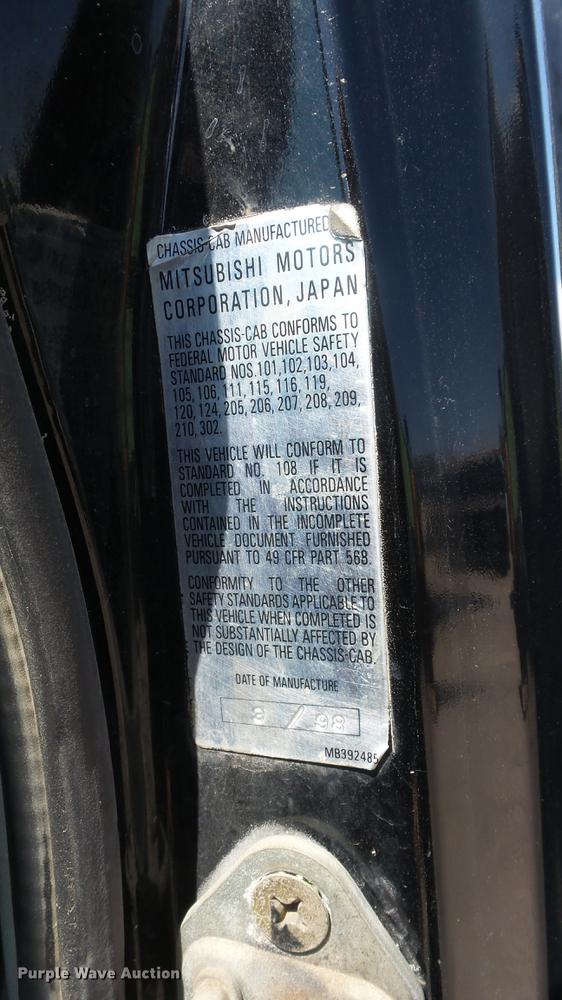 CHASSIS-CAB MANUFACTURED
MITSUBISHI MOTORS
CORPORATION, JAPAN
THIS CHASSIS-CAB CONFORMS TO
FEDERAL MOTOR VEHICLE SAFETY
STANDARD NOS.101,102,103,104,
105, 106, 111, 115, 116, 119,
120, 124, 205, 206, 207, 208, 209,
210, 302.
THIS VEHICLE WILL CONFORM TO
STANDARD NO. 108 IF IT IS
COMPLETED IN ACCORDANCE
WITH THE INSTRUCTIONS
CONTAINED IN THE INCOMPLETE
VEHICLE DOCUMENT FURNISHED
PURSUANT TO 49 CFR PART 568.
CONFORMITY TO THE OTHER
SAFETY STANDARDS APPLICABLE TO
THIS VEHICLE WHEN COMPLETED IS
NOT SUBSTANTIALLY AFFECTED BY
THE DESIGN OF THE CHASSIS-CAB.
DATE OF MANUFACTURE
3 / 98
MB392485
Purple Wave Auction